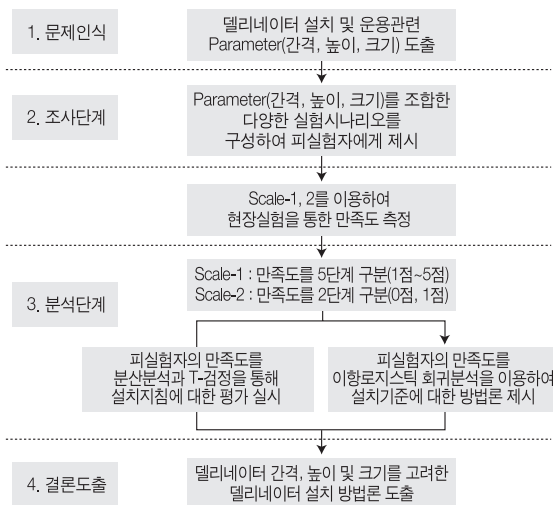 1. 문제인식
델리네이터 설치 및 운용관련
Parameter(간격, 높이, 크기) 도출
2. 조사단계
Parameter(간격, 높이, 크기)를 조합한
다양한 실험시나리오를
구성하여 피실험자에게 제시
Scale-1, 2를 이용하여
현장실험을 통한 만족도 측정
3. 분석단계
Scale-1 : 만족도를 5단계 구분(1점~5점)
Scale-2 : 만족도를 2단계 구분(0점, 1점)
피실험자의 만족도를
분산분석과 T-검정을 통해
설치지침에 대한 평가 실시
피실험자의 만족도를
이항로지스틱 회귀분석을 이용하여
설치기준에 대한 방법론 제시
4. 결론도출
델리네이터 간격, 높이 및 크기를 고려한
델리네이터 설치 방법론 도출